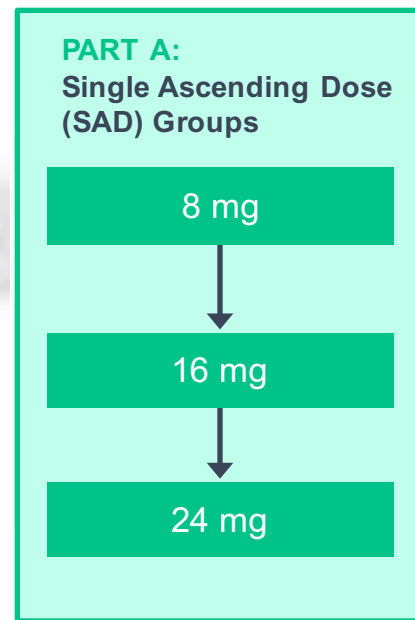 PART A:
Single Ascending Dose
(SAD) Groups
8 mg
16 mg
24 mg